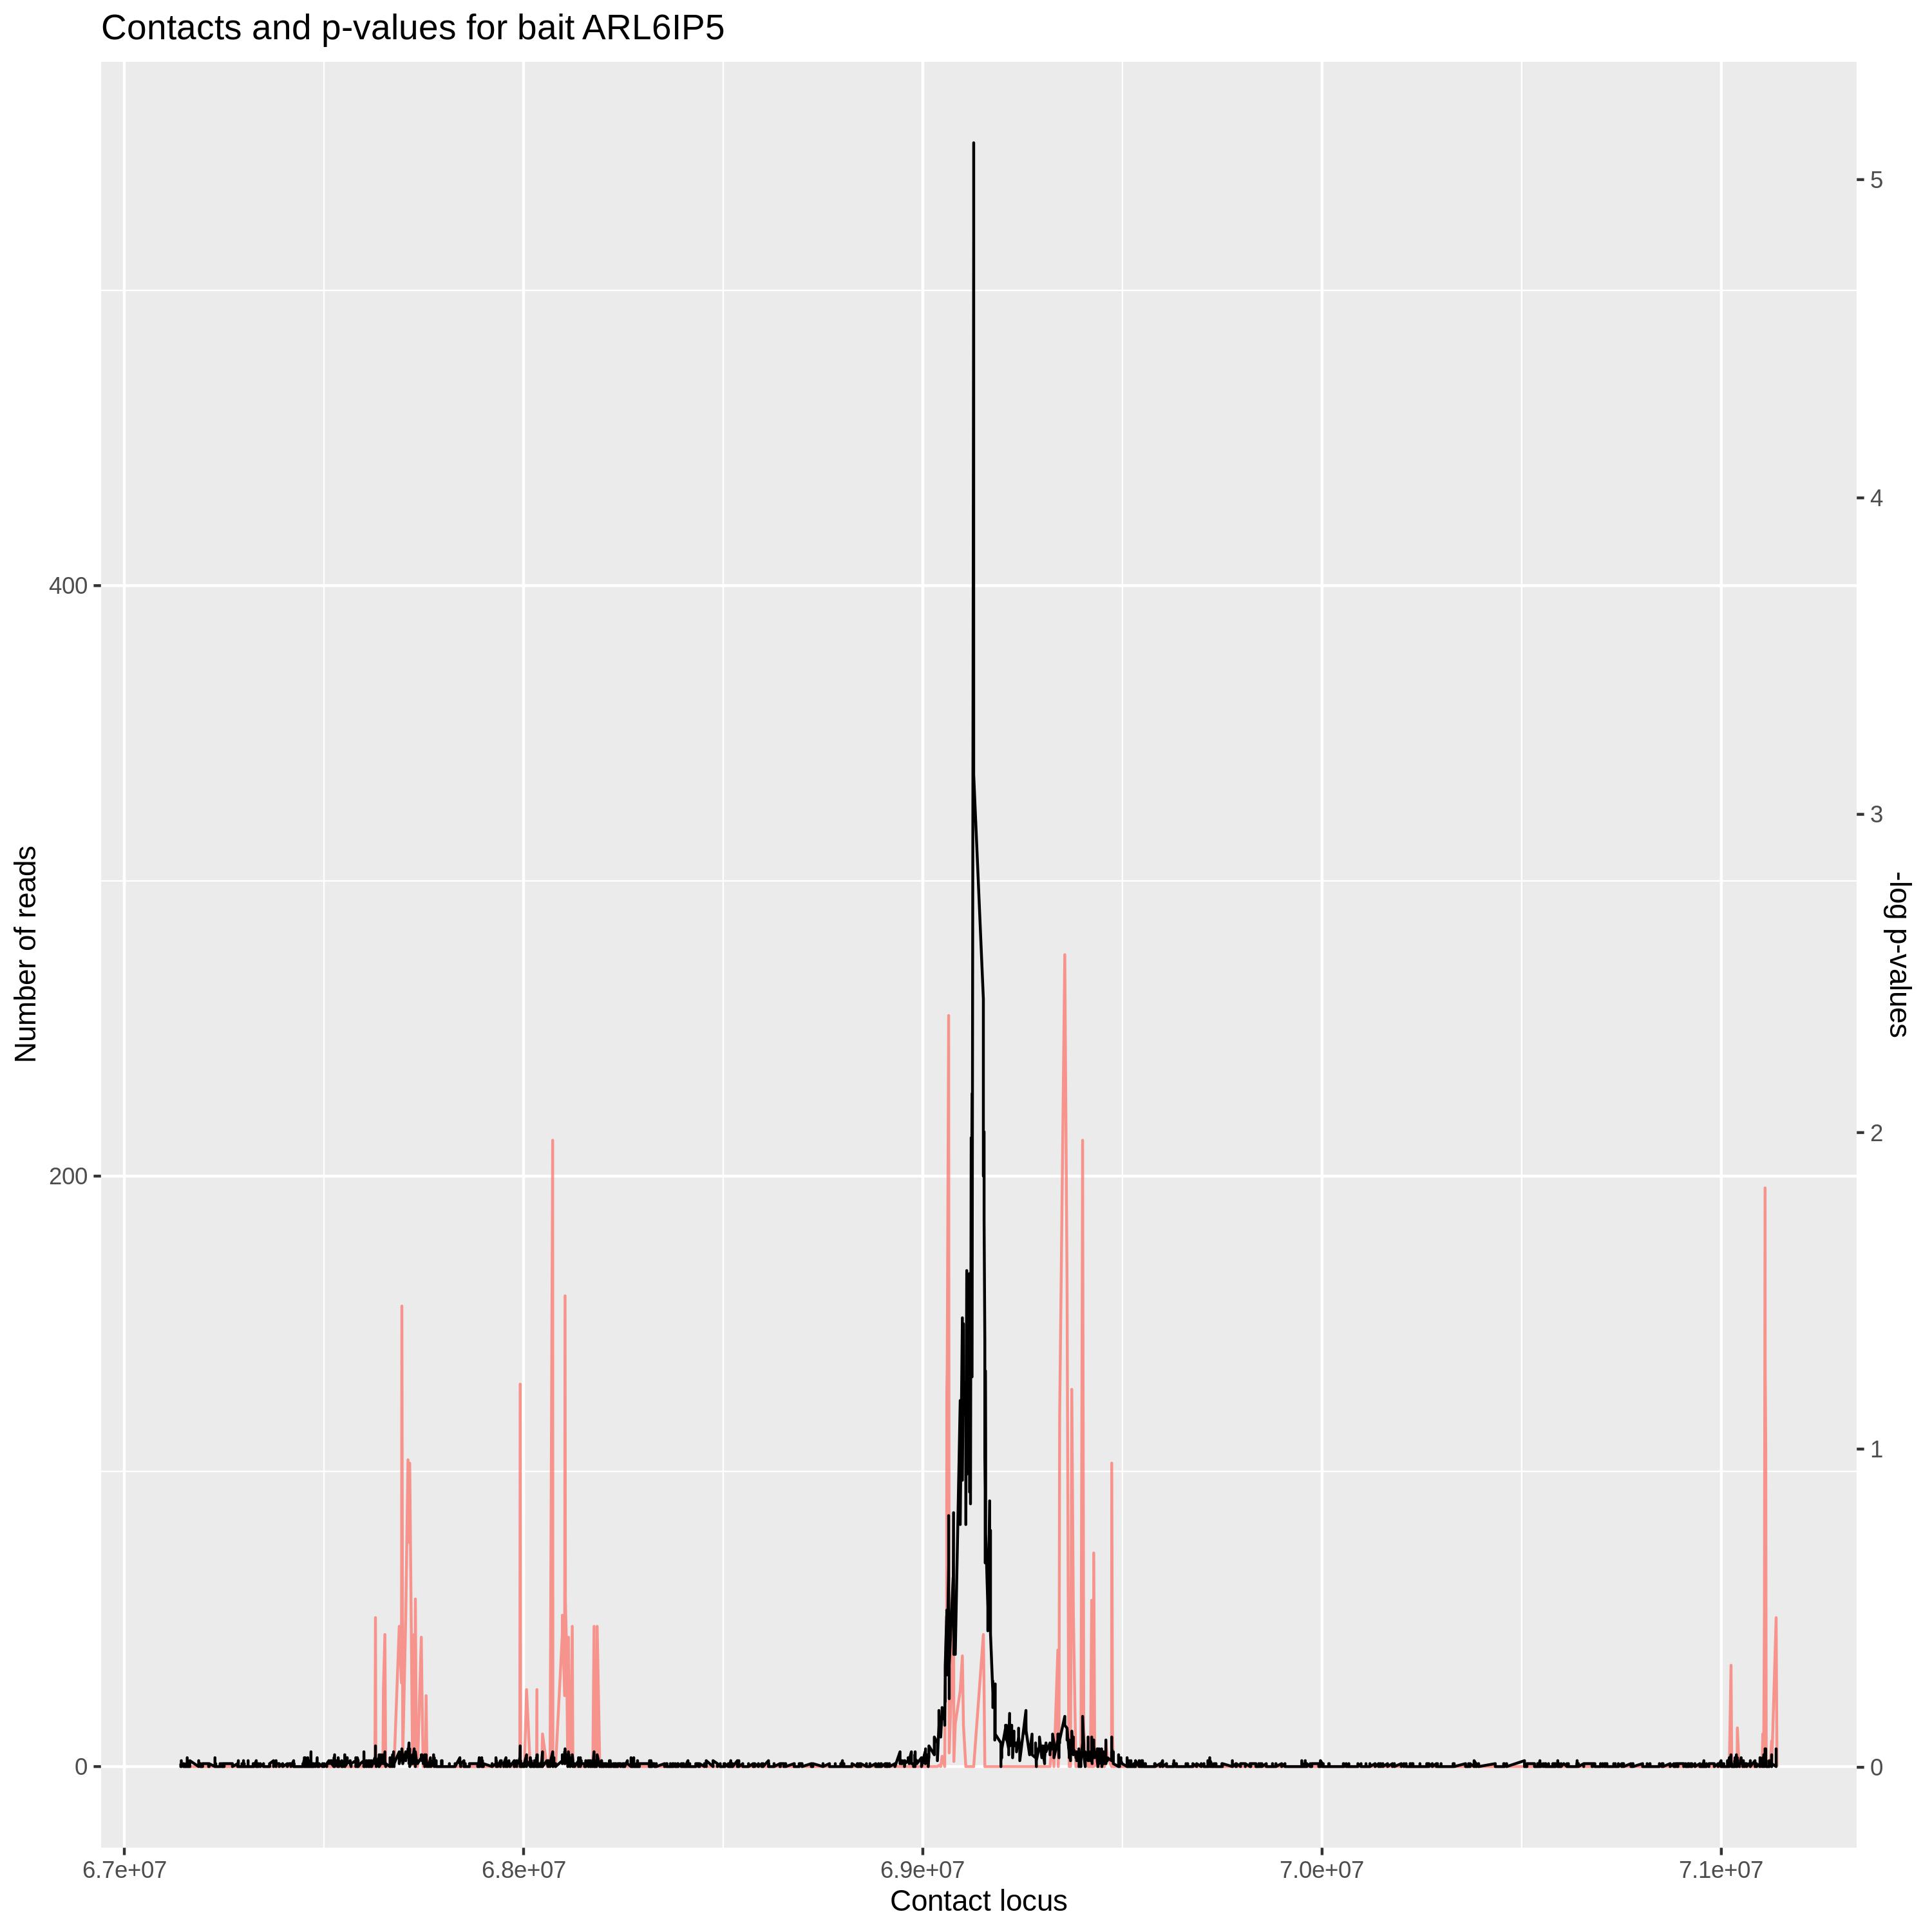 Contacts and p-values for bait ARL6IP5
Number of reads
400
200
0
5
4
3
2
1
0
-log p-values
6.7e+07
6.8e+07
6.9e+07
7.0e+07
7.1e+07
Contact locus